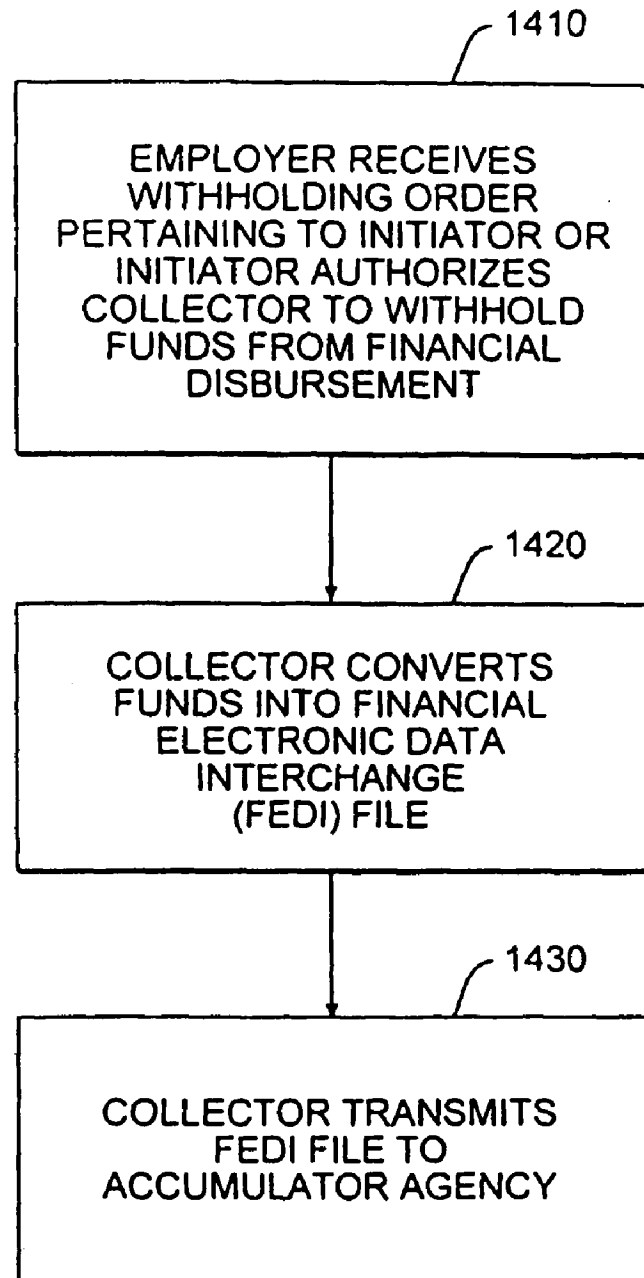 1410
EMPLOYER RECEIVES
WITHHOLDING ORDER
PERTAINING TO INITIATOR OR
INITIATOR AUTHORIZES
COLLECTOR TO WITHHOLD
FUNDS FROM FINANCIAL
DISBURSEMENT
1420
COLLECTOR CONVERTS
FUNDS INTO FINANCIAL
ELECTRONIC DATA
INTERCHANGE
(FEDI) FILE
1430
COLLECTOR TRANSMITS
FEDI FILE TO
ACCUMULATOR AGENCY